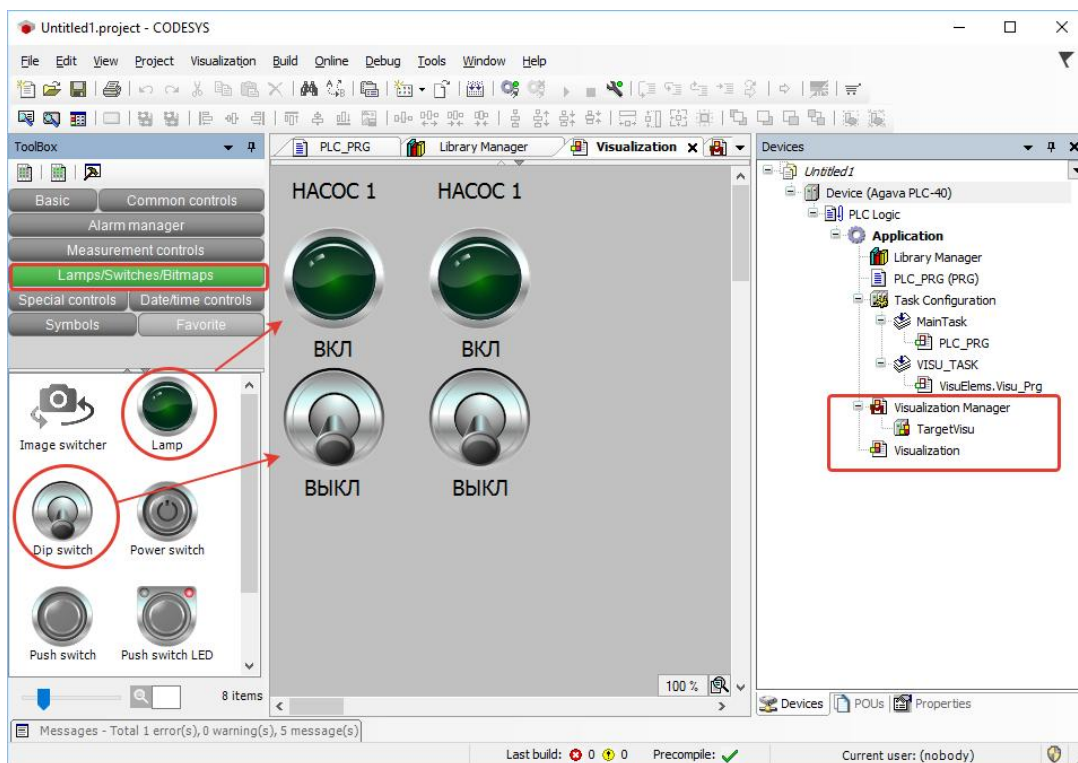 Untitled1.project - CODESYS
File Edit View Project Visualization Build Online Debug Tools Window Help
ToolBox
Basic Common controls
Alarm manager
Measurement controls
Lamps/Switches/Bitmaps
Special controls Date/time controls
Symbols Favorite
Image switcher Lamp
Dip switch Power switch
Push switch Push switch LED
8 items
PLC_PRG Library Manager Visualization
НАСОС 1 НАСОС 1
ВКЛ ВКЛ
ВЫКЛ ВЫКЛ
100 %
Devices
Untitled1
Device (Agava PLC-40)
PLC Logic
Application
Library Manager
PLC_PRG (PRG)
Task Configuration
MainTask
PLC_PRG
VISU_TASK
VisuElems.Visu_Prg
Visualization Manager
TargetVisu
Visualization
Devices POUs Properties
Messages - Total 1 error(s), 0 warning(s), 5 message(s)
Last build: 0 0 Precompile: Current user: (nobody)